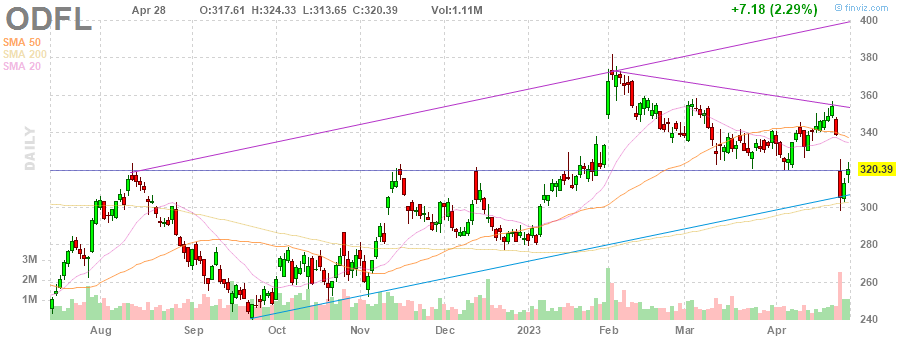 ODFL Apr 28 O:317.61 H:324.33 L:313.65 C:320.39 Vol:1.11M +7.18 (2.29%) © finviz.com
SMA 50
SMA 200
SMA 20
DAILY
400
380
360
340
320.39
300
280
260
240
3M
2M
1M
Aug Sep Oct Nov Dec 2023 Feb Mar Apr